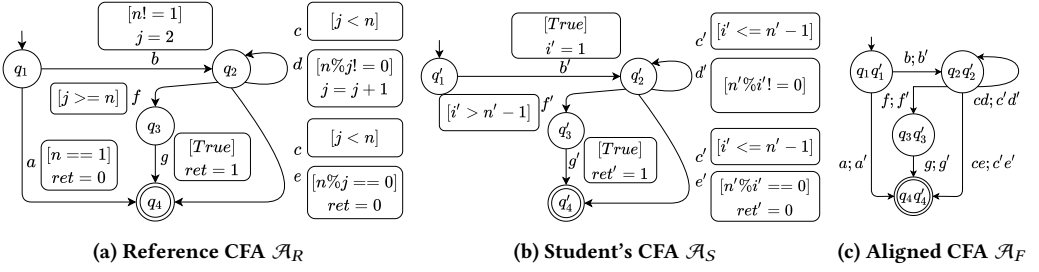 [n! = 1]
j = 2
b
q1
q2
c
[j < n]
d
[n%j! = 0]
j = j + 1
[j >= n]
f
q3
a
[n == 1]
ret = 0
g
[True]
ret = 1
q4
c
[j < n]
e
[n%j == 0]
ret = 0
(a) Reference CFA 𝒜R
[True]
i′ = 1
b′
q′1
q′2
c′
[i′ <= n′ − 1]
d′
[n′%i′! = 0]
[i′ > n′ − 1]
f′
q′3
g′
[True]
ret′ = 1
q′4
c′
[i′ <= n′ − 1]
e′
[n′%i′ == 0]
ret′ = 0
(b) Student's CFA 𝒜S
q1q′1
b; b′
q2q′2
f; f′
cd; c′d′
q3q′3
a; a′
g; g′
ce; c′e′
q4q′4
(c) Aligned CFA 𝒜F